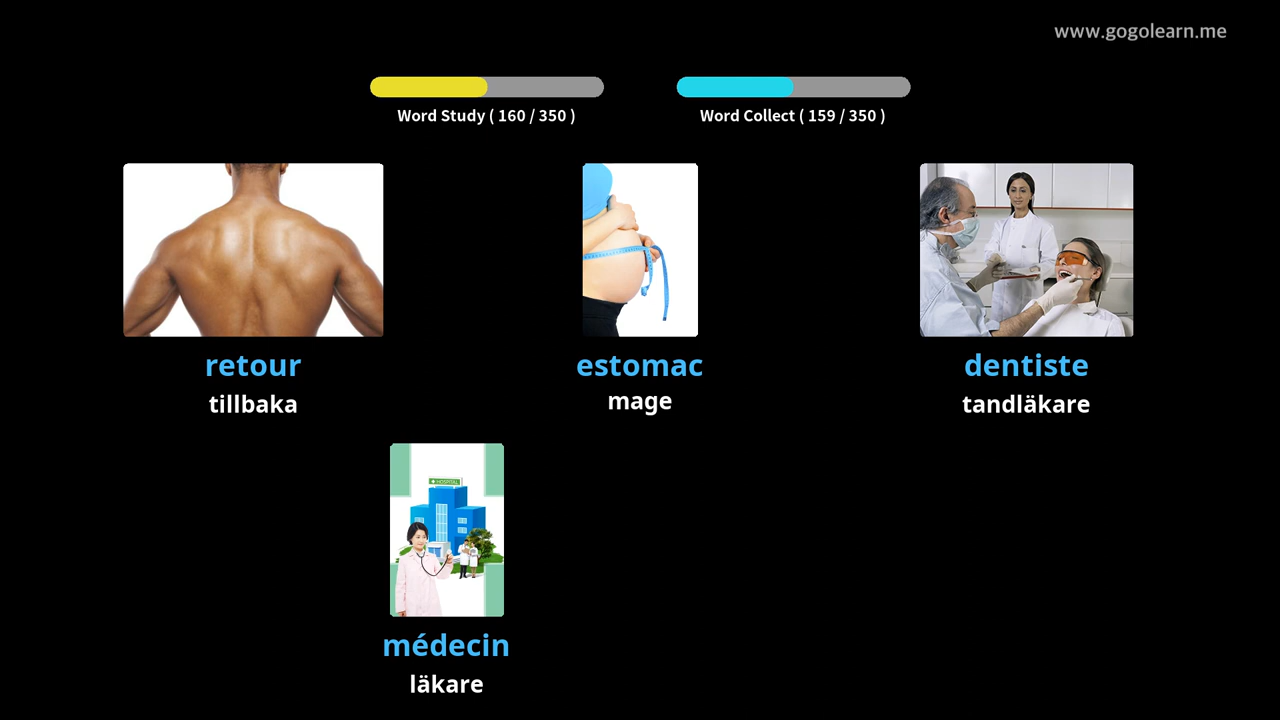 www.gogolearn.me
Word Study ( 160 / 350 )
Word Collect ( 159 / 350 )
retour
tillbaka
estomac
mage
dentiste
tandläkare
HOSPITAL
médecin
läkare